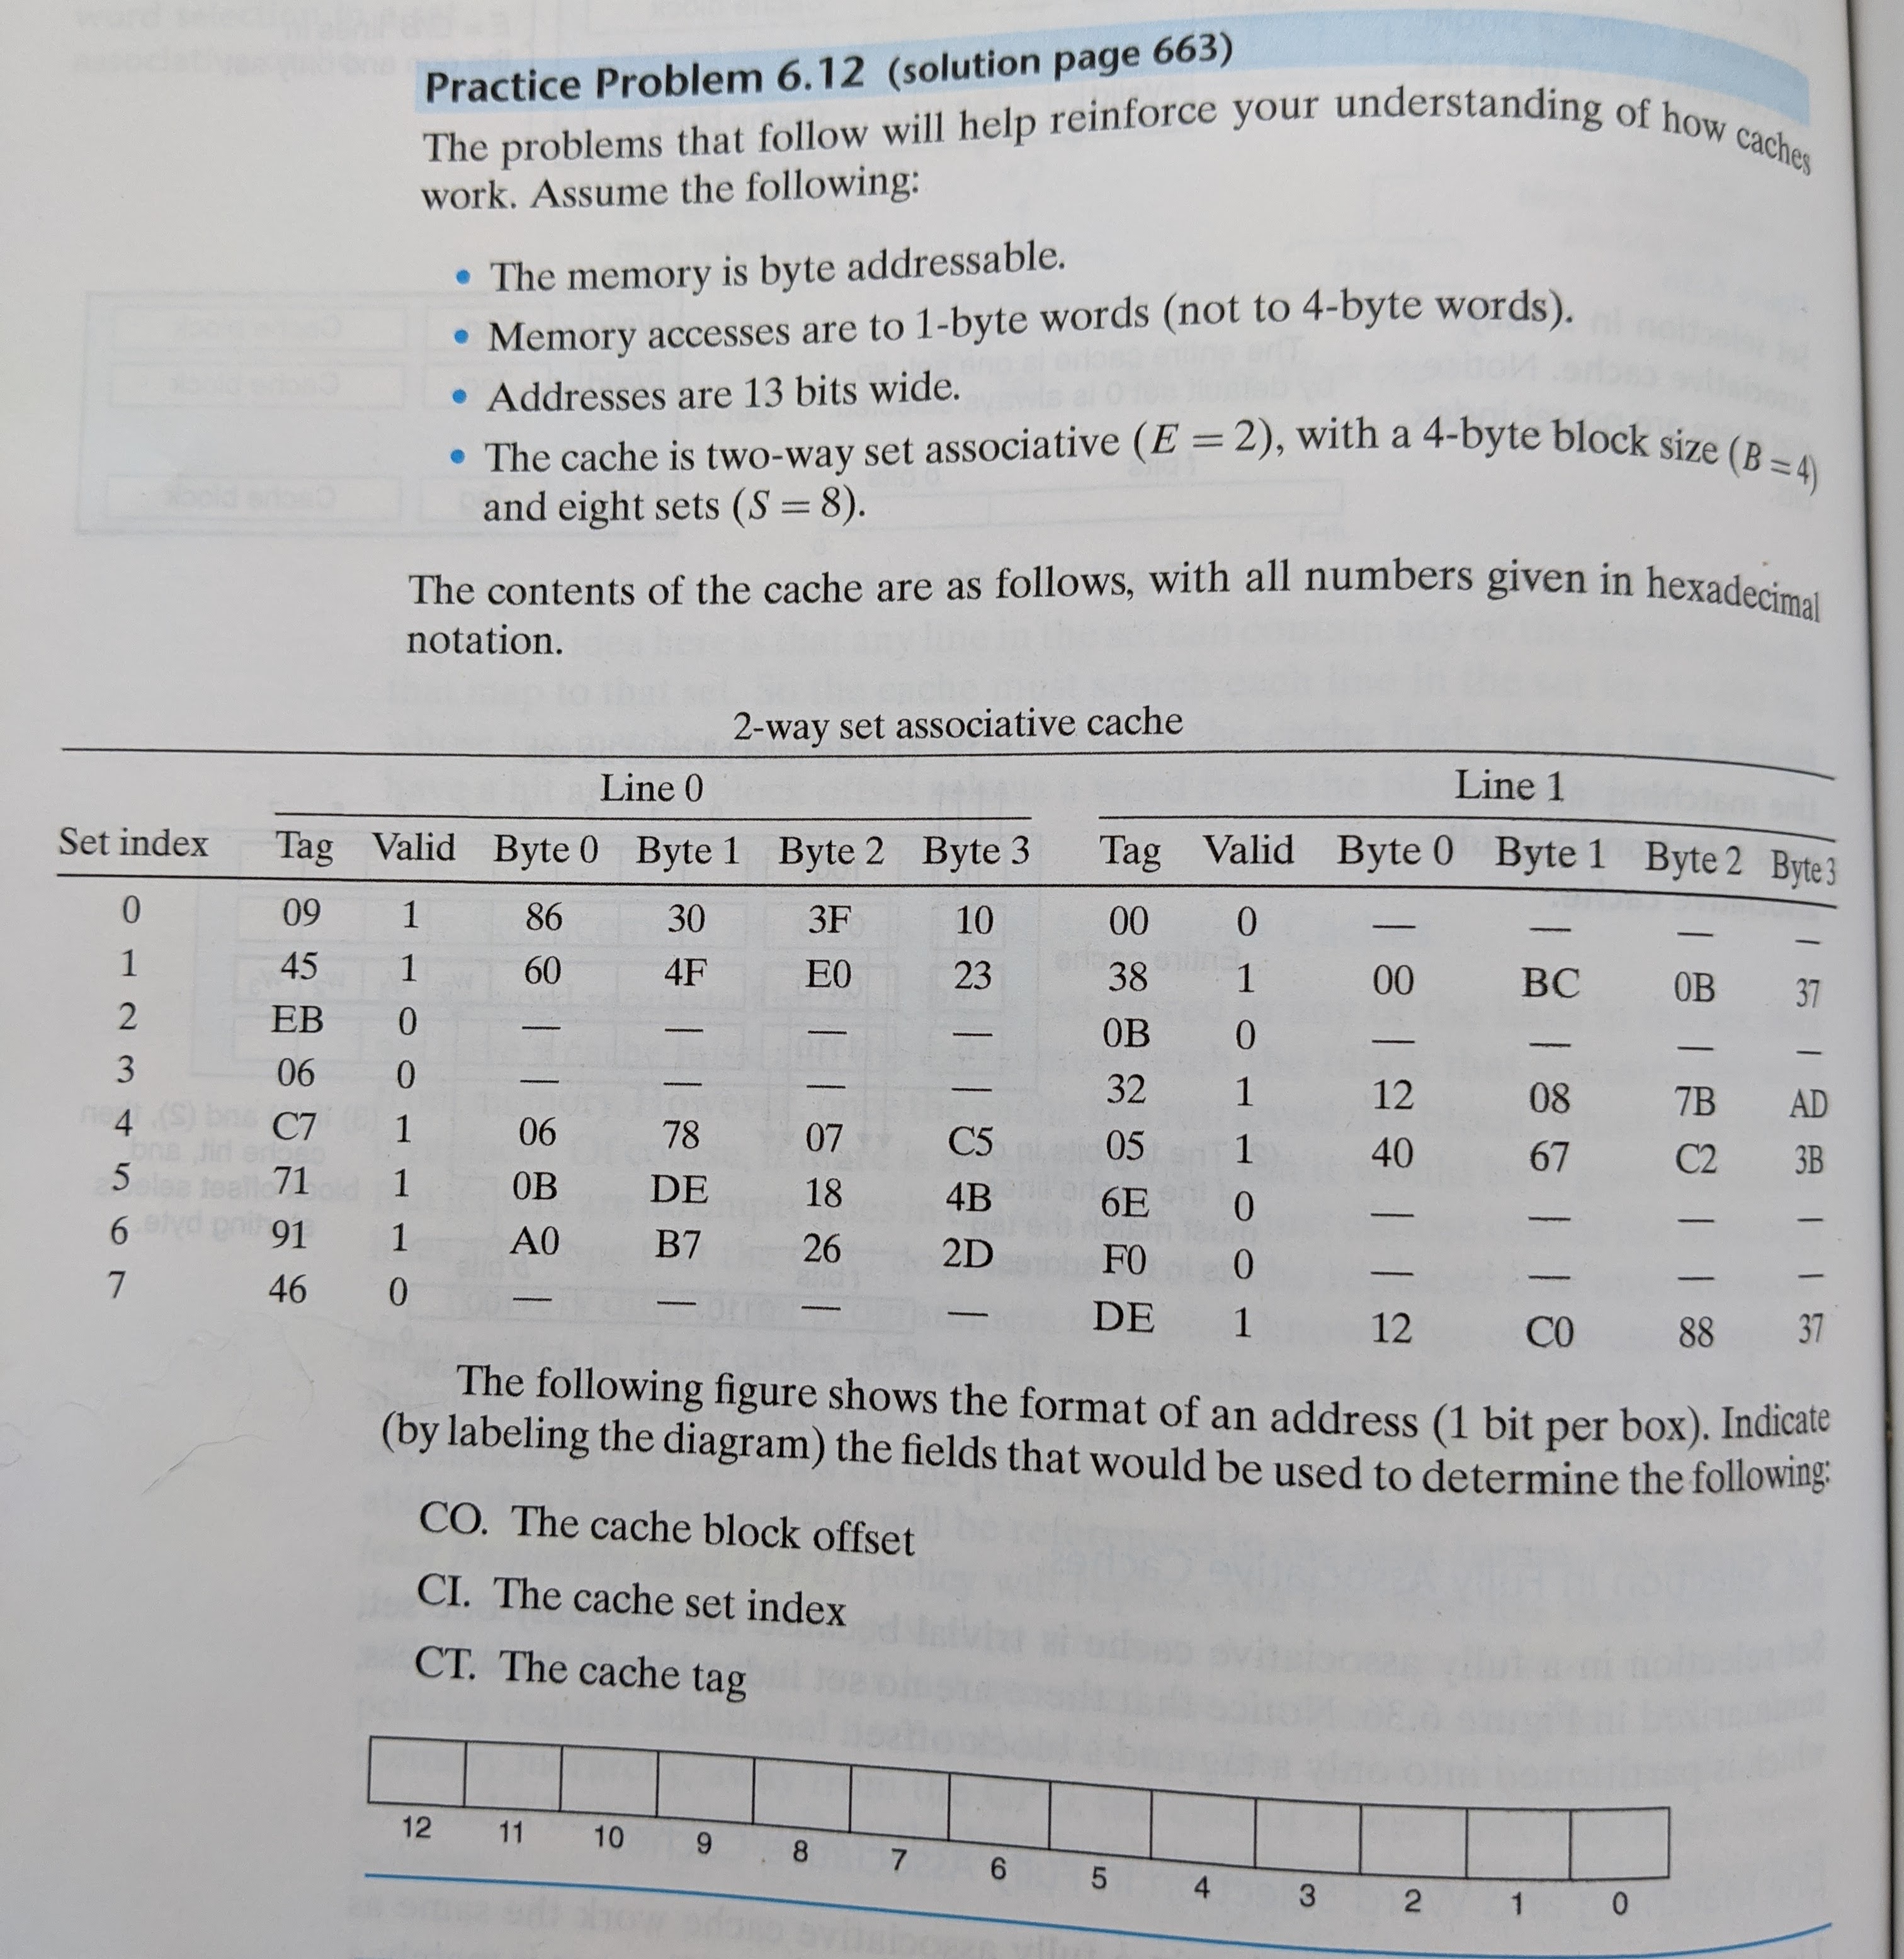 Practice Problem 6.12 (solution page 663)
The problems that follow will help reinforce your understanding of how caches
work. Assume the following:
• The memory is byte addressable.
• Memory accesses are to 1-byte words (not to 4-byte words).
• Addresses are 13 bits wide.
• The cache is two-way set associative (E = 2), with a 4-byte block size (B = 4)
and eight sets (S = 8).
The contents of the cache are as follows, with all numbers given in hexadecimal
notation.
2-way set associative cache
Line 0 Line 1
Set index Tag Valid Byte 0 Byte 1 Byte 2 Byte 3 Tag Valid Byte 0 Byte 1 Byte 2 Byte 3
0 09 1 86 30 3F 10 00 0 — — — —
1 45 1 60 4F E0 23 38 1 00 BC 0B 37
2 EB 0 — — — — 0B 0 — — — —
3 06 0 — — — — 32 1 12 08 7B AD
4 C7 1 06 78 07 C5 05 1 40 67 C2 3B
5 71 1 0B DE 18 4B 6E 0 — — — —
6 91 1 A0 B7 26 2D F0 0 — — — —
7 46 0 — — — — DE 1 12 C0 88 37
The following figure shows the format of an address (1 bit per box). Indicate
(by labeling the diagram) the fields that would be used to determine the following:
CO. The cache block offset
CI. The cache set index
CT. The cache tag
12 11 10 9 8 7 6 5 4 3 2 1 0